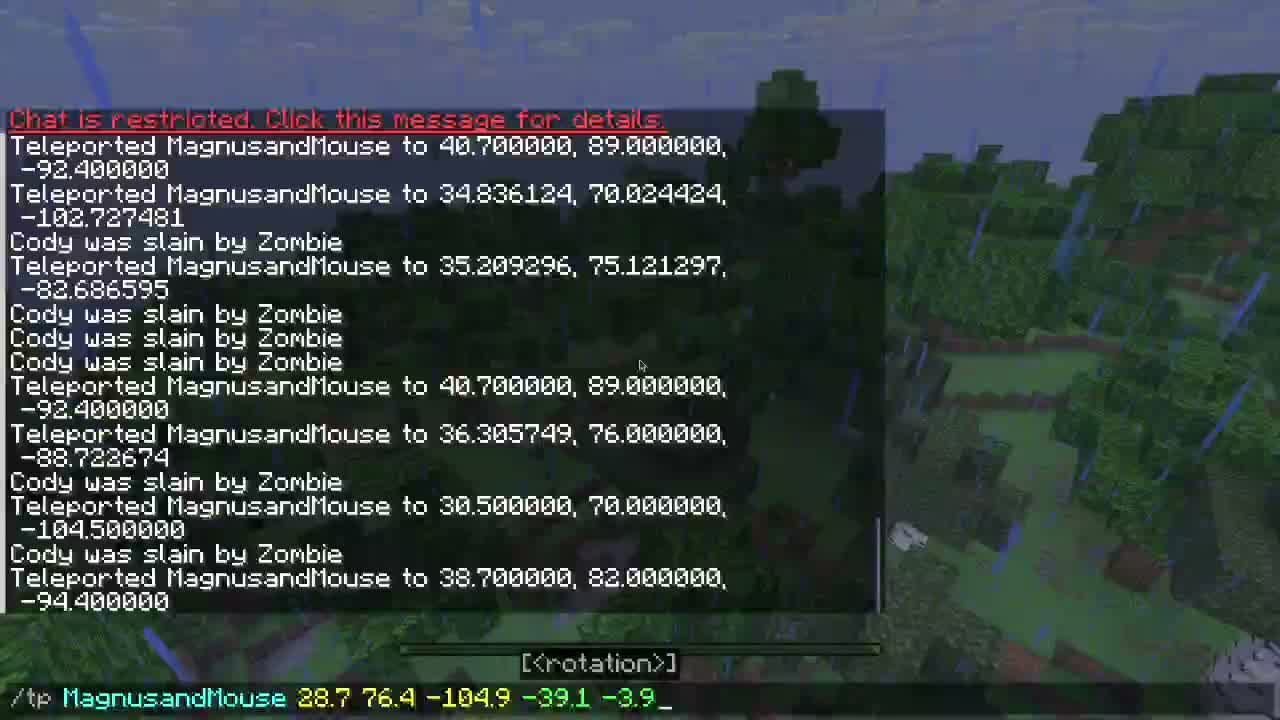 Chat is restricted. Click this message for details.
Teleported MagnusandMouse to 40.700000, 89.000000,
-92.400000
Teleported MagnusandMouse to 34.836124, 70.024424,
-102.727481
Cody was slain by Zombie
Teleported MagnusandMouse to 35.209296, 75.121297,
-82.686595
Cody was slain by Zombie
Cody was slain by Zombie
Cody was slain by Zombie
Teleported MagnusandMouse to 40.700000, 89.000000,
-92.400000
Teleported MagnusandMouse to 36.305749, 76.000000,
-88.722674
Cody was slain by Zombie
Teleported MagnusandMouse to 30.500000, 70.000000,
-104.500000
Cody was slain by Zombie
Teleported MagnusandMouse to 38.700000, 82.000000,
-94.400000
[<rotation>]
/tp MagnusandMouse 28.7 76.4 -104.9 -39.1 -3.9_